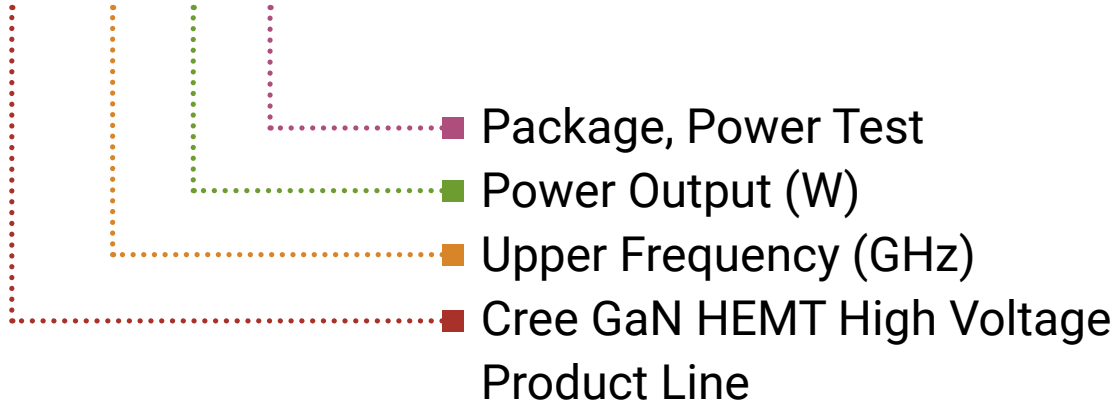 Package, Power Test
Power Output (W)
Upper Frequency (GHz)
Cree GaN HEMT High Voltage
Product Line